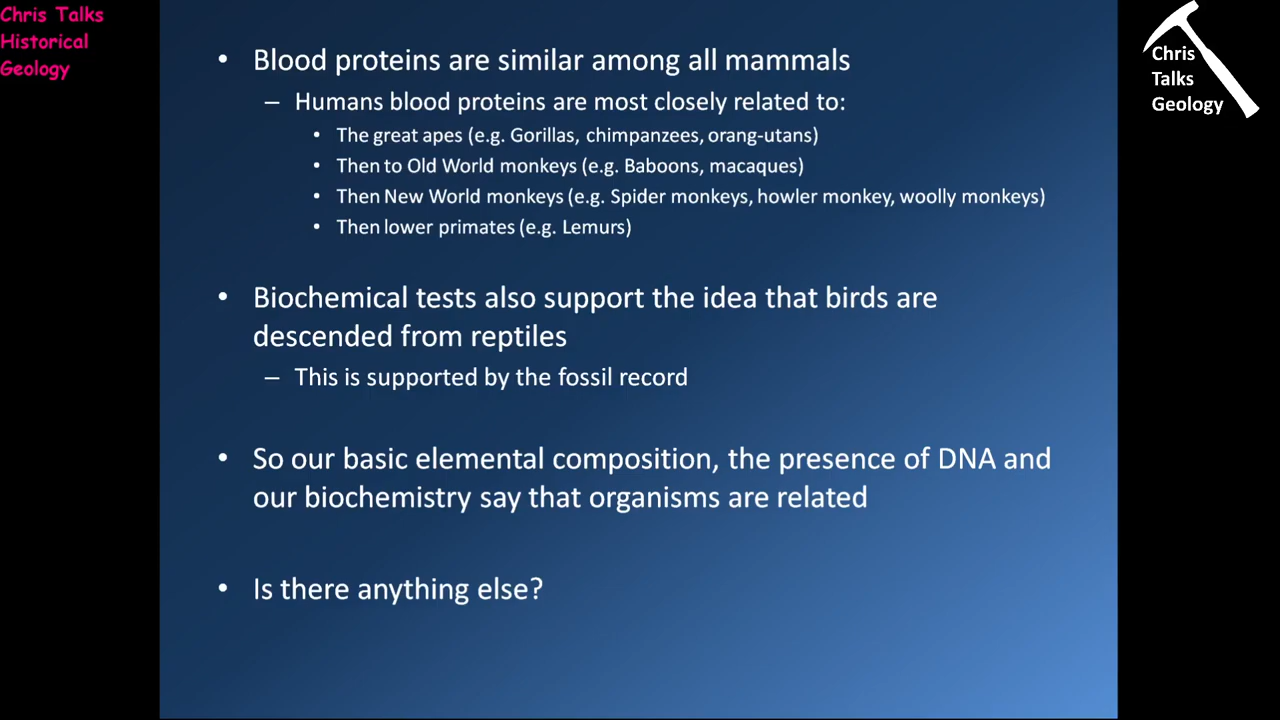 Chris Talks
Historical
Geology
Chris
Talks
Geology
• Blood proteins are similar among all mammals
– Humans blood proteins are most closely related to:
• The great apes (e.g. Gorillas, chimpanzees, orang-utans)
• Then to Old World monkeys (e.g. Baboons, macaques)
• Then New World monkeys (e.g. Spider monkeys, howler monkey, woolly monkeys)
• Then lower primates (e.g. Lemurs)
• Biochemical tests also support the idea that birds are
descended from reptiles
– This is supported by the fossil record
• So our basic elemental composition, the presence of DNA and
our biochemistry say that organisms are related
• Is there anything else?